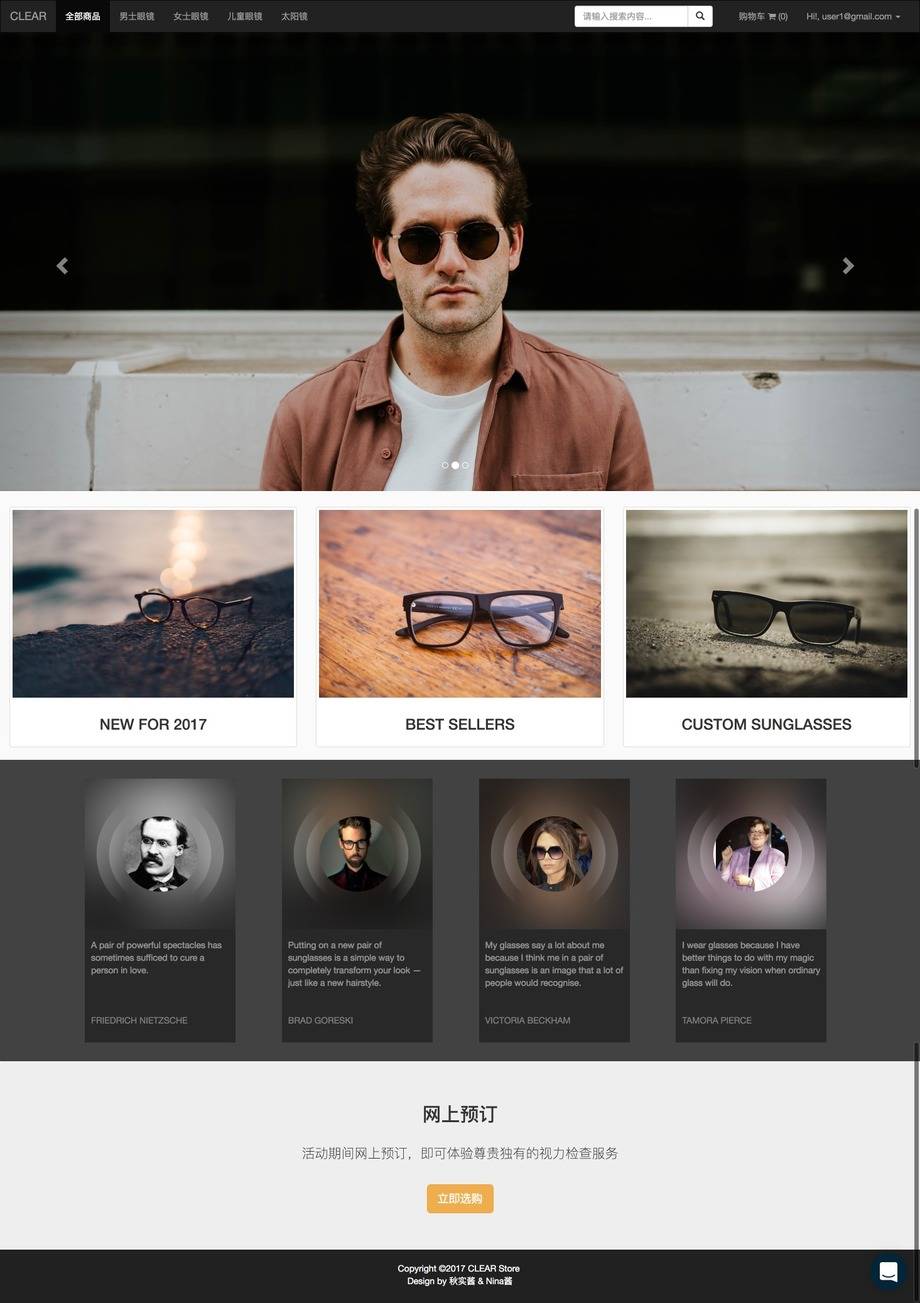 CLEAR 全部商品 男士眼镜 女士眼镜 儿童眼镜 太阳镜 请输入搜索内容... 购物车 (0) Hi!, user1@gmail.com
NEW FOR 2017
BEST SELLERS
CUSTOM SUNGLASSES
A pair of powerful spectacles has
sometimes sufficed to cure a
person in love.
FRIEDRICH NIETZSCHE
Putting on a new pair of
sunglasses is a simple way to
completely transform your look —
just like a new hairstyle.
BRAD GORESKI
My glasses say a lot about me
because I think me in a pair of
sunglasses is an image that a lot of
people would recognise.
VICTORIA BECKHAM
I wear glasses because I have
better things to do with my magic
than fixing my vision when ordinary
glass will do.
TAMORA PIERCE
网上预订
活动期间网上预订，即可体验尊贵独有的视力检查服务
立即选购
Copyright ©2017 CLEAR Store
Design by 秋实酱 & Nina酱